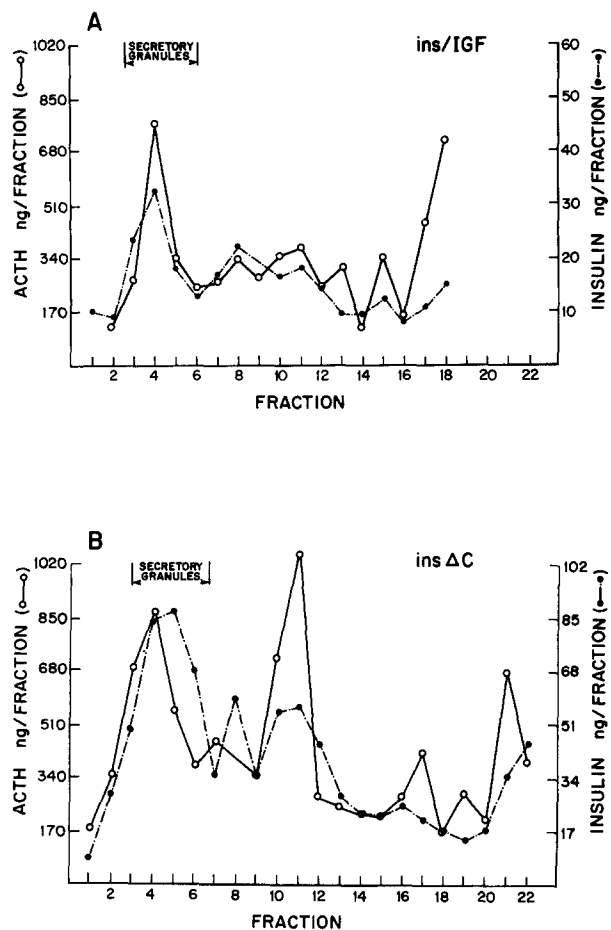 A
ins/IGF
SECRETORY
GRANULES
ACTH ng/FRACTION (o—o)
1020
850
680
510
340
170
INSULIN ng/FRACTION (•-•)
60
50
40
30
20
10
2 4 6 8 10 12 14 16 18 20 22
FRACTION
B
ins ΔC
SECRETORY
GRANULES
ACTH ng/FRACTION (o—o)
1020
850
680
510
340
170
INSULIN ng/FRACTION (•-•)
102
85
68
51
34
17
2 4 6 8 10 12 14 16 18 20 22
FRACTION